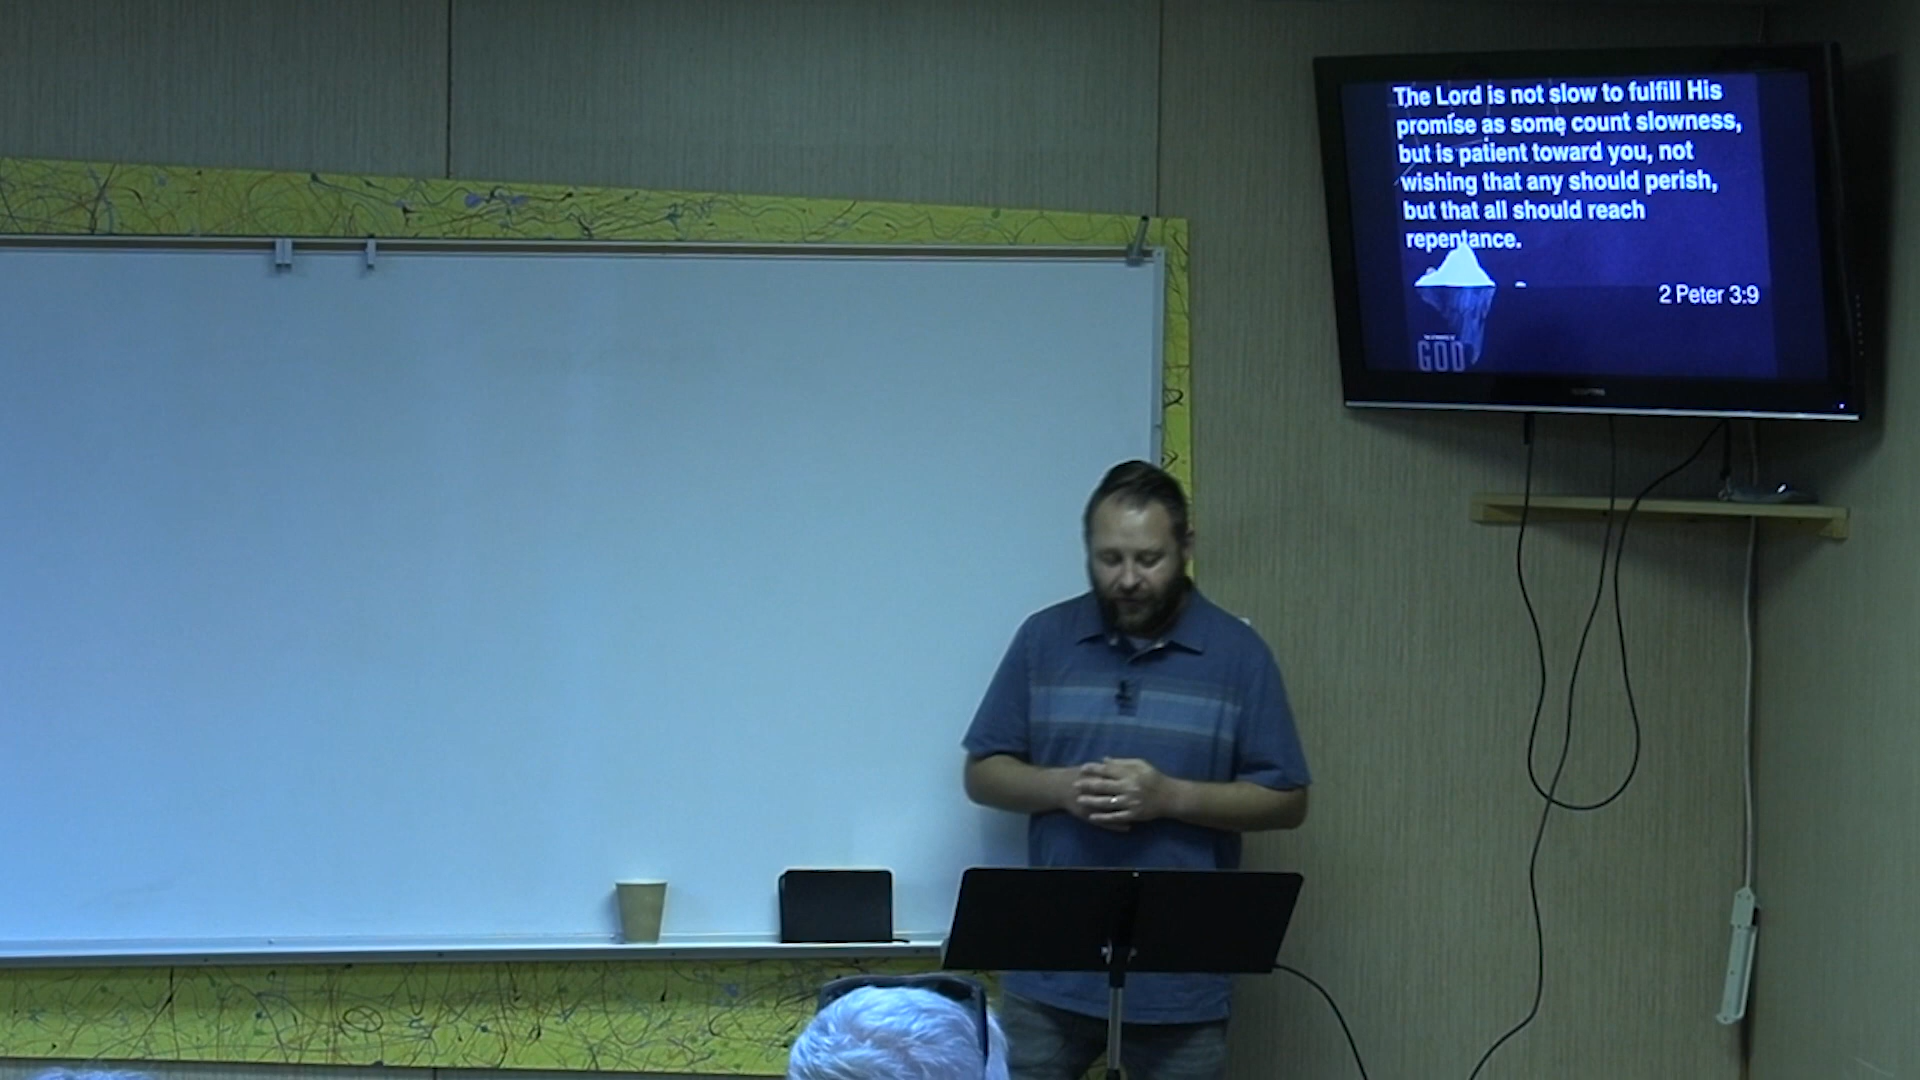 The Lord is not slow to fulfill His
promise as some count slowness,
but is patient toward you, not
wishing that any should perish,
but that all should reach
repentance.
2 Peter 3:9
GOD